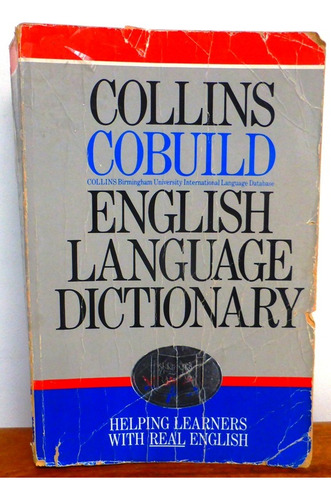 COLLINS
COBUILD
COLLINS Birmingham University International Language Database
ENGLISH
LANGUAGE
DICTIONARY
HELPING LEARNERS
WITH REAL ENGLISH